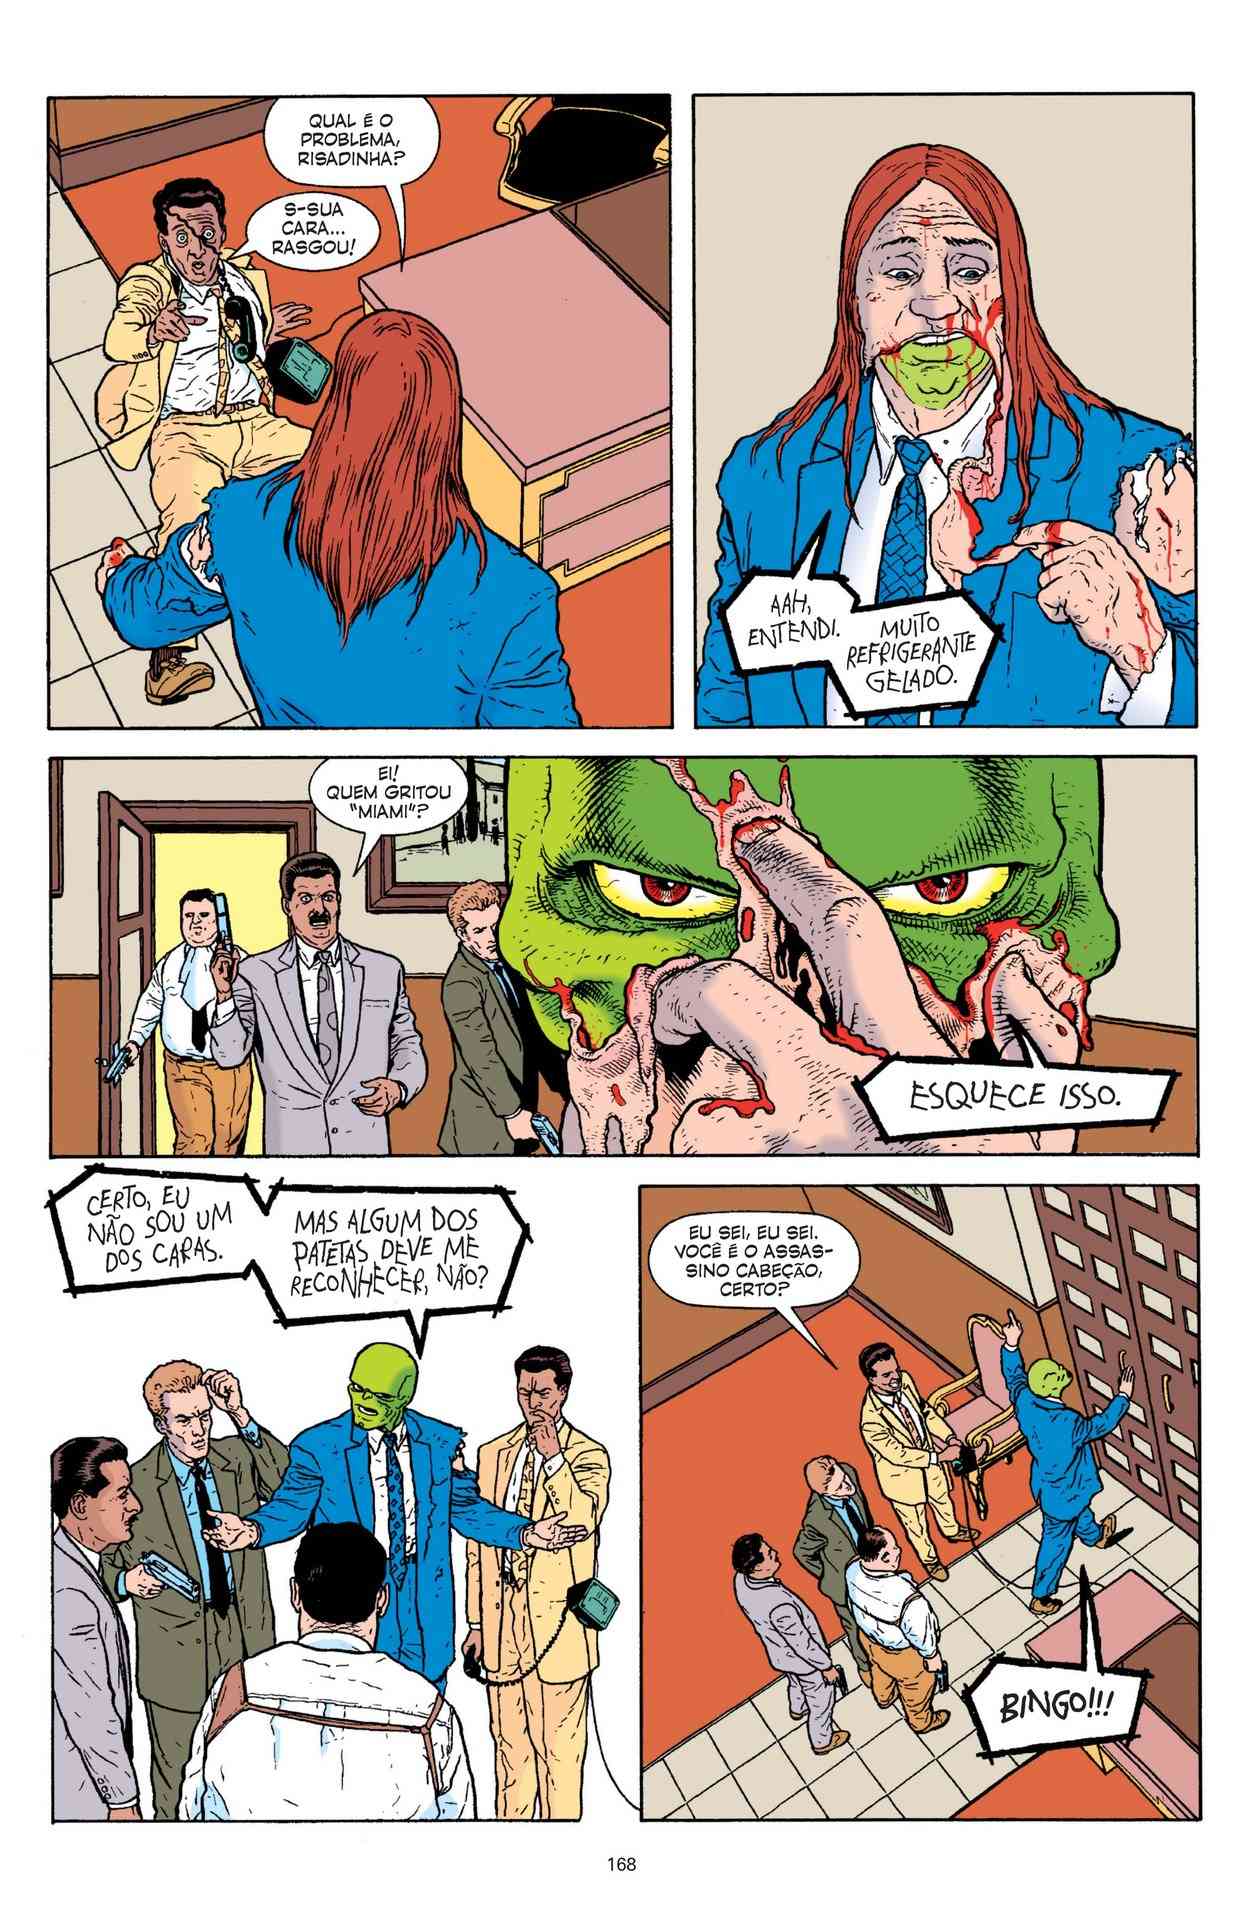 QUAL É O
PROBLEMA,
RISADINHA?
S-SUA
CARA...
RASGOU!
AAH,
ENTENDI.
MUITO
REFRIGERANTE
GELADO.
EI!
QUEM GRITOU
"MIAMI"?
ESQUECE ISSO.
CERTO, EU
NÃO SOU UM
DOS CARAS.
MAS ALGUM DOS
PATETAS DEVE ME
RECONHECER, NÃO?
EU SEI, EU SEI.
VOCÊ É O ASSAS-
SINO CABEÇÃO,
CERTO?
BINGO!!!
168